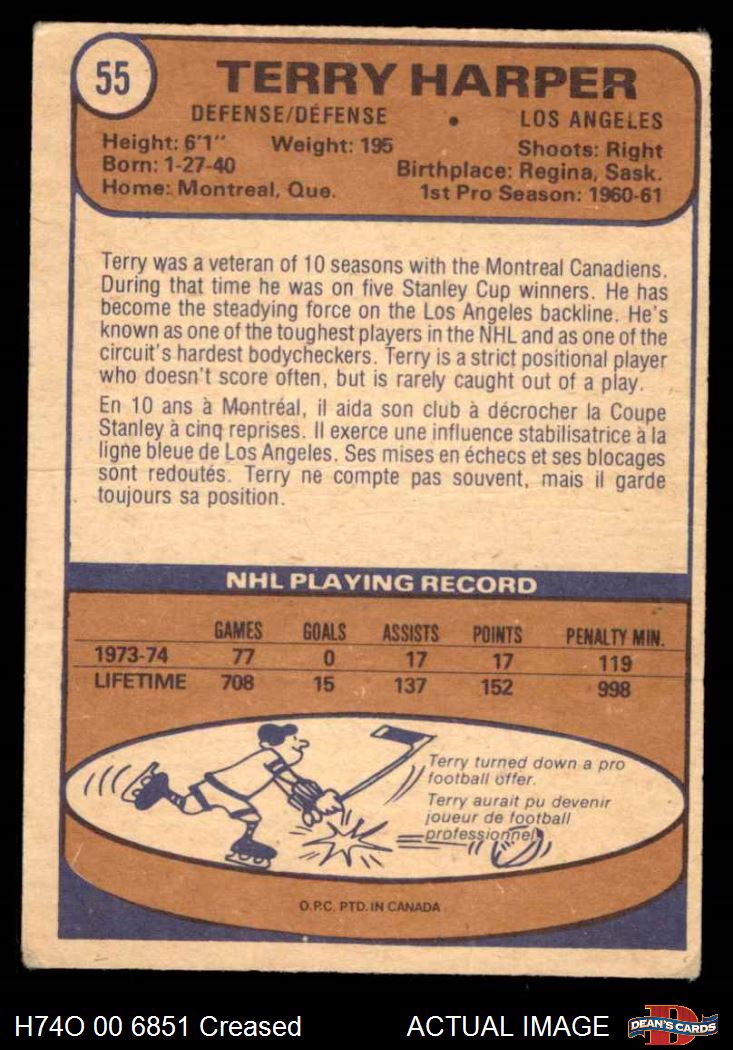 55
TERRY HARPER
DEFENSE/DÉFENSE • LOS ANGELES
Height: 6'1" Weight: 195 Shoots: Right
Born: 1-27-40 Birthplace: Regina, Sask.
Home: Montreal, Que. 1st Pro Season: 1960-61
Terry was a veteran of 10 seasons with the Montreal Canadiens.
During that time he was on five Stanley Cup winners. He has
become the steadying force on the Los Angeles backline. He's
known as one of the toughest players in the NHL and as one of the
circuit's hardest bodycheckers. Terry is a strict positional player
who doesn't score often, but is rarely caught out of a play.
En 10 ans à Montréal, il aida son club à décrocher la Coupe
Stanley à cinq reprises. Il exerce une influence stabilisatrice à la
ligne bleue de Los Angeles. Ses mises en échecs et ses blocages
sont redoutés. Terry ne compte pas souvent, mais il garde
toujours sa position.
NHL PLAYING RECORD
GAMES GOALS ASSISTS POINTS PENALTY MIN.
1973-74 77 0 17 17 119
LIFETIME 708 15 137 152 998
Terry turned down a pro
football offer.
Terry aurait pu devenir
joueur de football
professionnel.
O.P.C. PTD. IN CANADA
H74O 00 6851 Creased ACTUAL IMAGE
D
DEAN'S CARDS